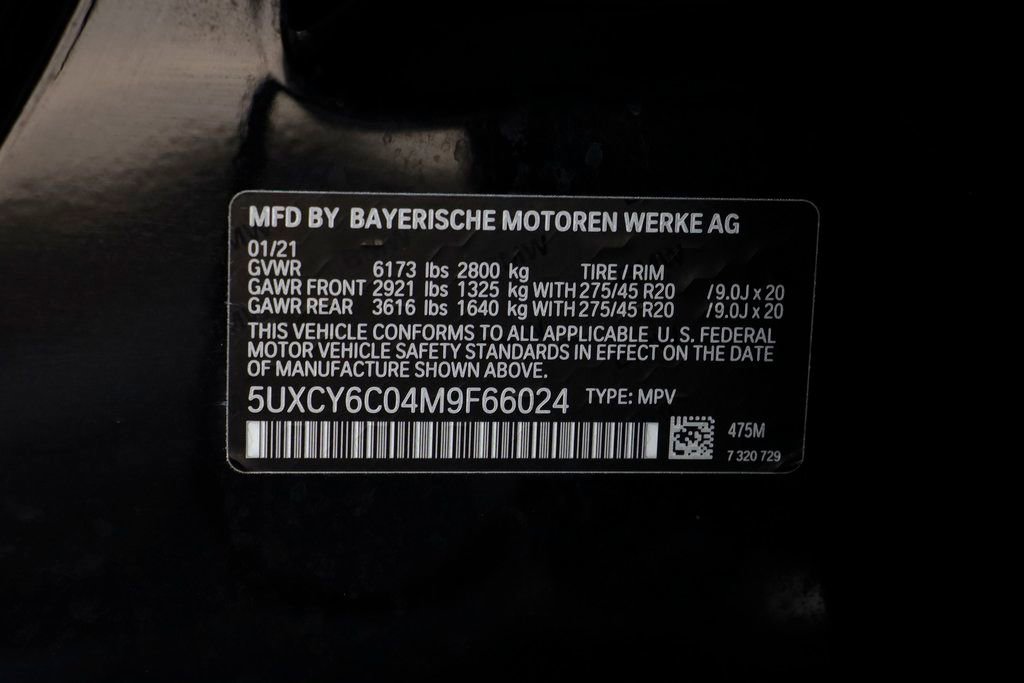 MFD BY BAYERISCHE MOTOREN WERKE AG
01/21
GVWR 6173 lbs 2800 kg TIRE / RIM
GAWR FRONT 2921 lbs 1325 kg WITH 275/45 R20 /9.0J x 20
GAWR REAR 3616 lbs 1640 kg WITH 275/45 R20 /9.0J x 20
THIS VEHICLE CONFORMS TO ALL APPLICABLE U. S. FEDERAL
MOTOR VEHICLE SAFETY STANDARDS IN EFFECT ON THE DATE
OF MANUFACTURE SHOWN ABOVE.
5UXCY6C04M9F66024 TYPE: MPV
475M
7 320 729